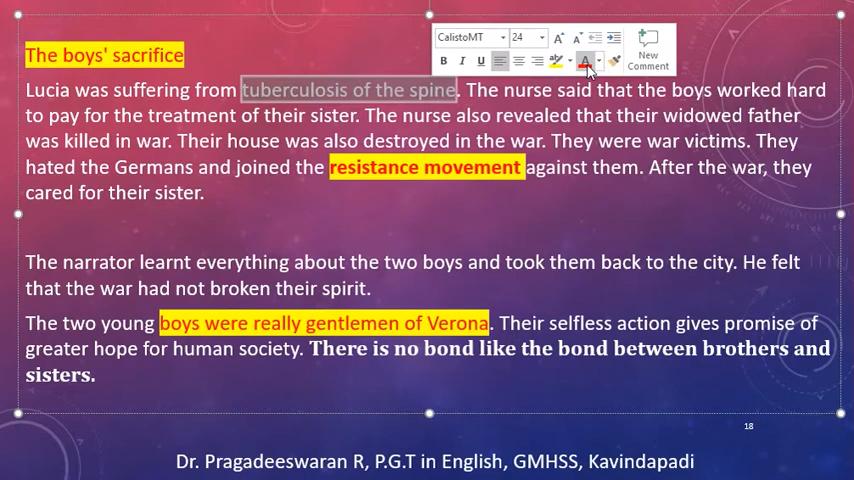 CalistoMT 24 A A
B I U ab A New
Comment
The boys' sacrifice
Lucia was suffering from tuberculosis of the spine. The nurse said that the boys worked hard
to pay for the treatment of their sister. The nurse also revealed that their widowed father
was killed in war. Their house was also destroyed in the war. They were war victims. They
hated the Germans and joined the resistance movement against them. After the war, they
cared for their sister.
The narrator learnt everything about the two boys and took them back to the city. He felt
that the war had not broken their spirit.
The two young boys were really gentlemen of Verona. Their selfless action gives promise of
greater hope for human society. There is no bond like the bond between brothers and
sisters.
18
Dr. Pragadeeswaran R, P.G.T in English, GMHSS, Kavindapadi